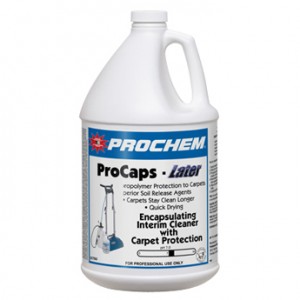 PROCHEM
ProCaps - Later
opolymer Protection to Carpets
perior Soil Release Agents
• Carpets Stay Clean Longer
• Quick Drying
Encapsulating
Interim Cleaner
with
Carpet Protection
FOR PROFESSIONAL USE ONLY